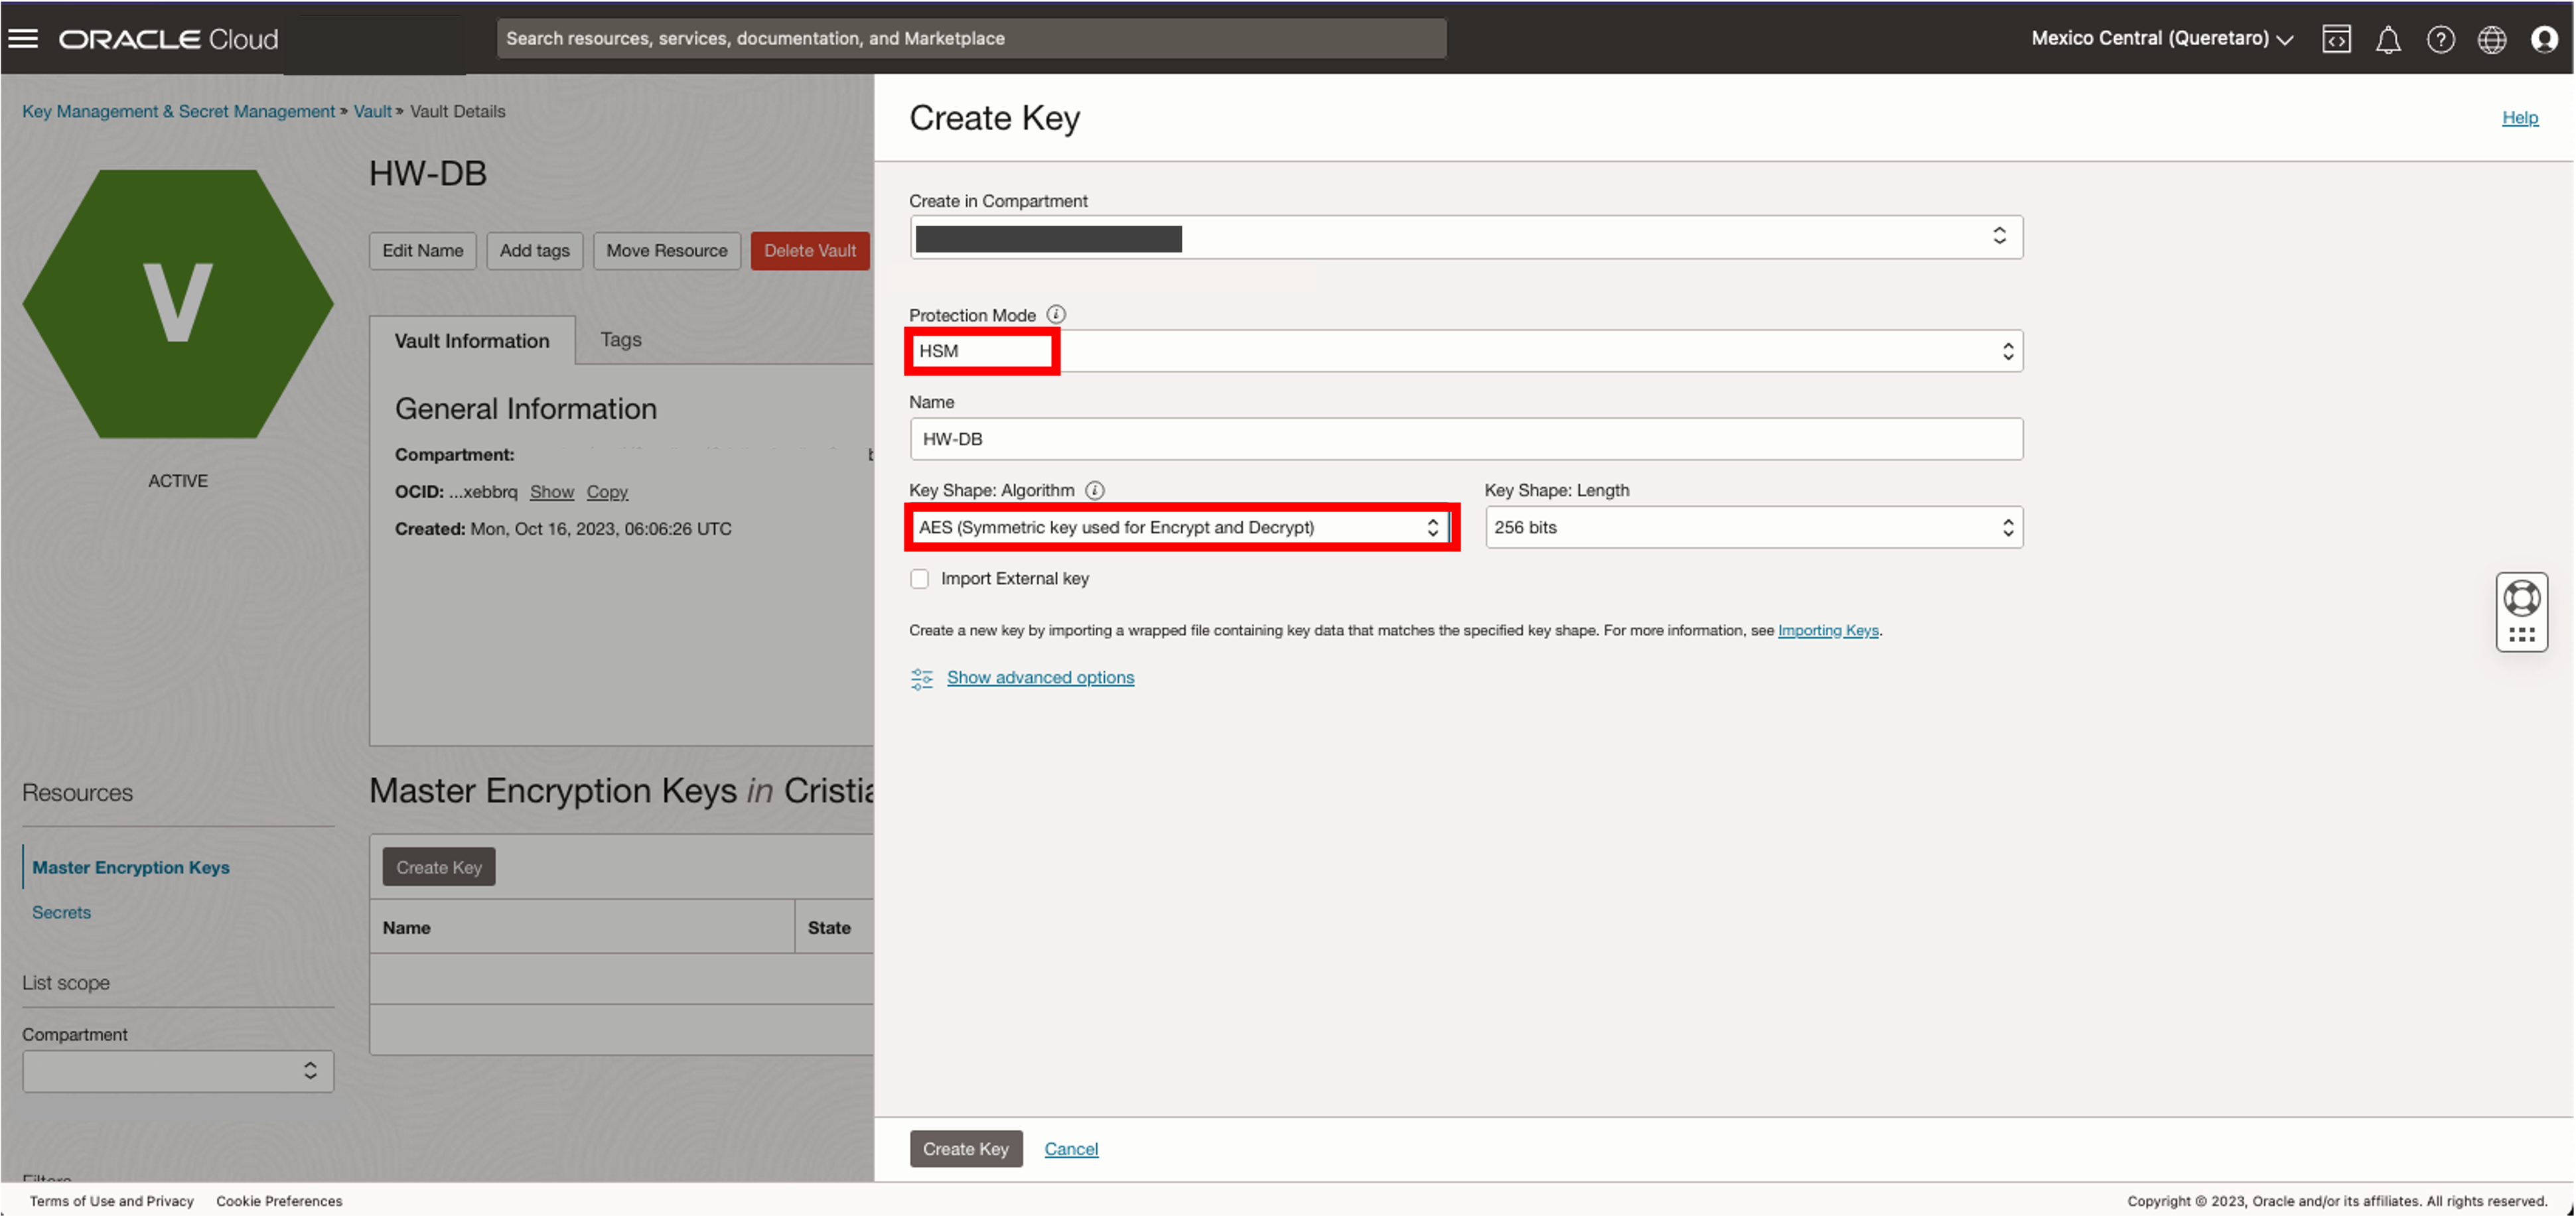 ORACLE Cloud
Search resources, services, documentation, and Marketplace
Mexico Central (Queretaro)
Key Management & Secret Management » Vault » Vault Details
V
ACTIVE
HW-DB
Edit Name Add tags Move Resource Delete Vault
Vault Information Tags
General Information
Compartment:
OCID: ...xebbrq Show Copy
Created: Mon, Oct 16, 2023, 06:06:26 UTC
Resources
Master Encryption Keys
Secrets
List scope
Compartment
Filters
Master Encryption Keys in Cristia
Create Key
Name State
Create Key
Help
Create in Compartment
Protection Mode
HSM
Name
HW-DB
Key Shape: Algorithm Key Shape: Length
AES (Symmetric key used for Encrypt and Decrypt) 256 bits
Import External key
Create a new key by importing a wrapped file containing key data that matches the specified key shape. For more information, see Importing Keys.
Show advanced options
Create Key Cancel
Terms of Use and Privacy Cookie Preferences
Copyright © 2023, Oracle and/or its affiliates. All rights reserved.